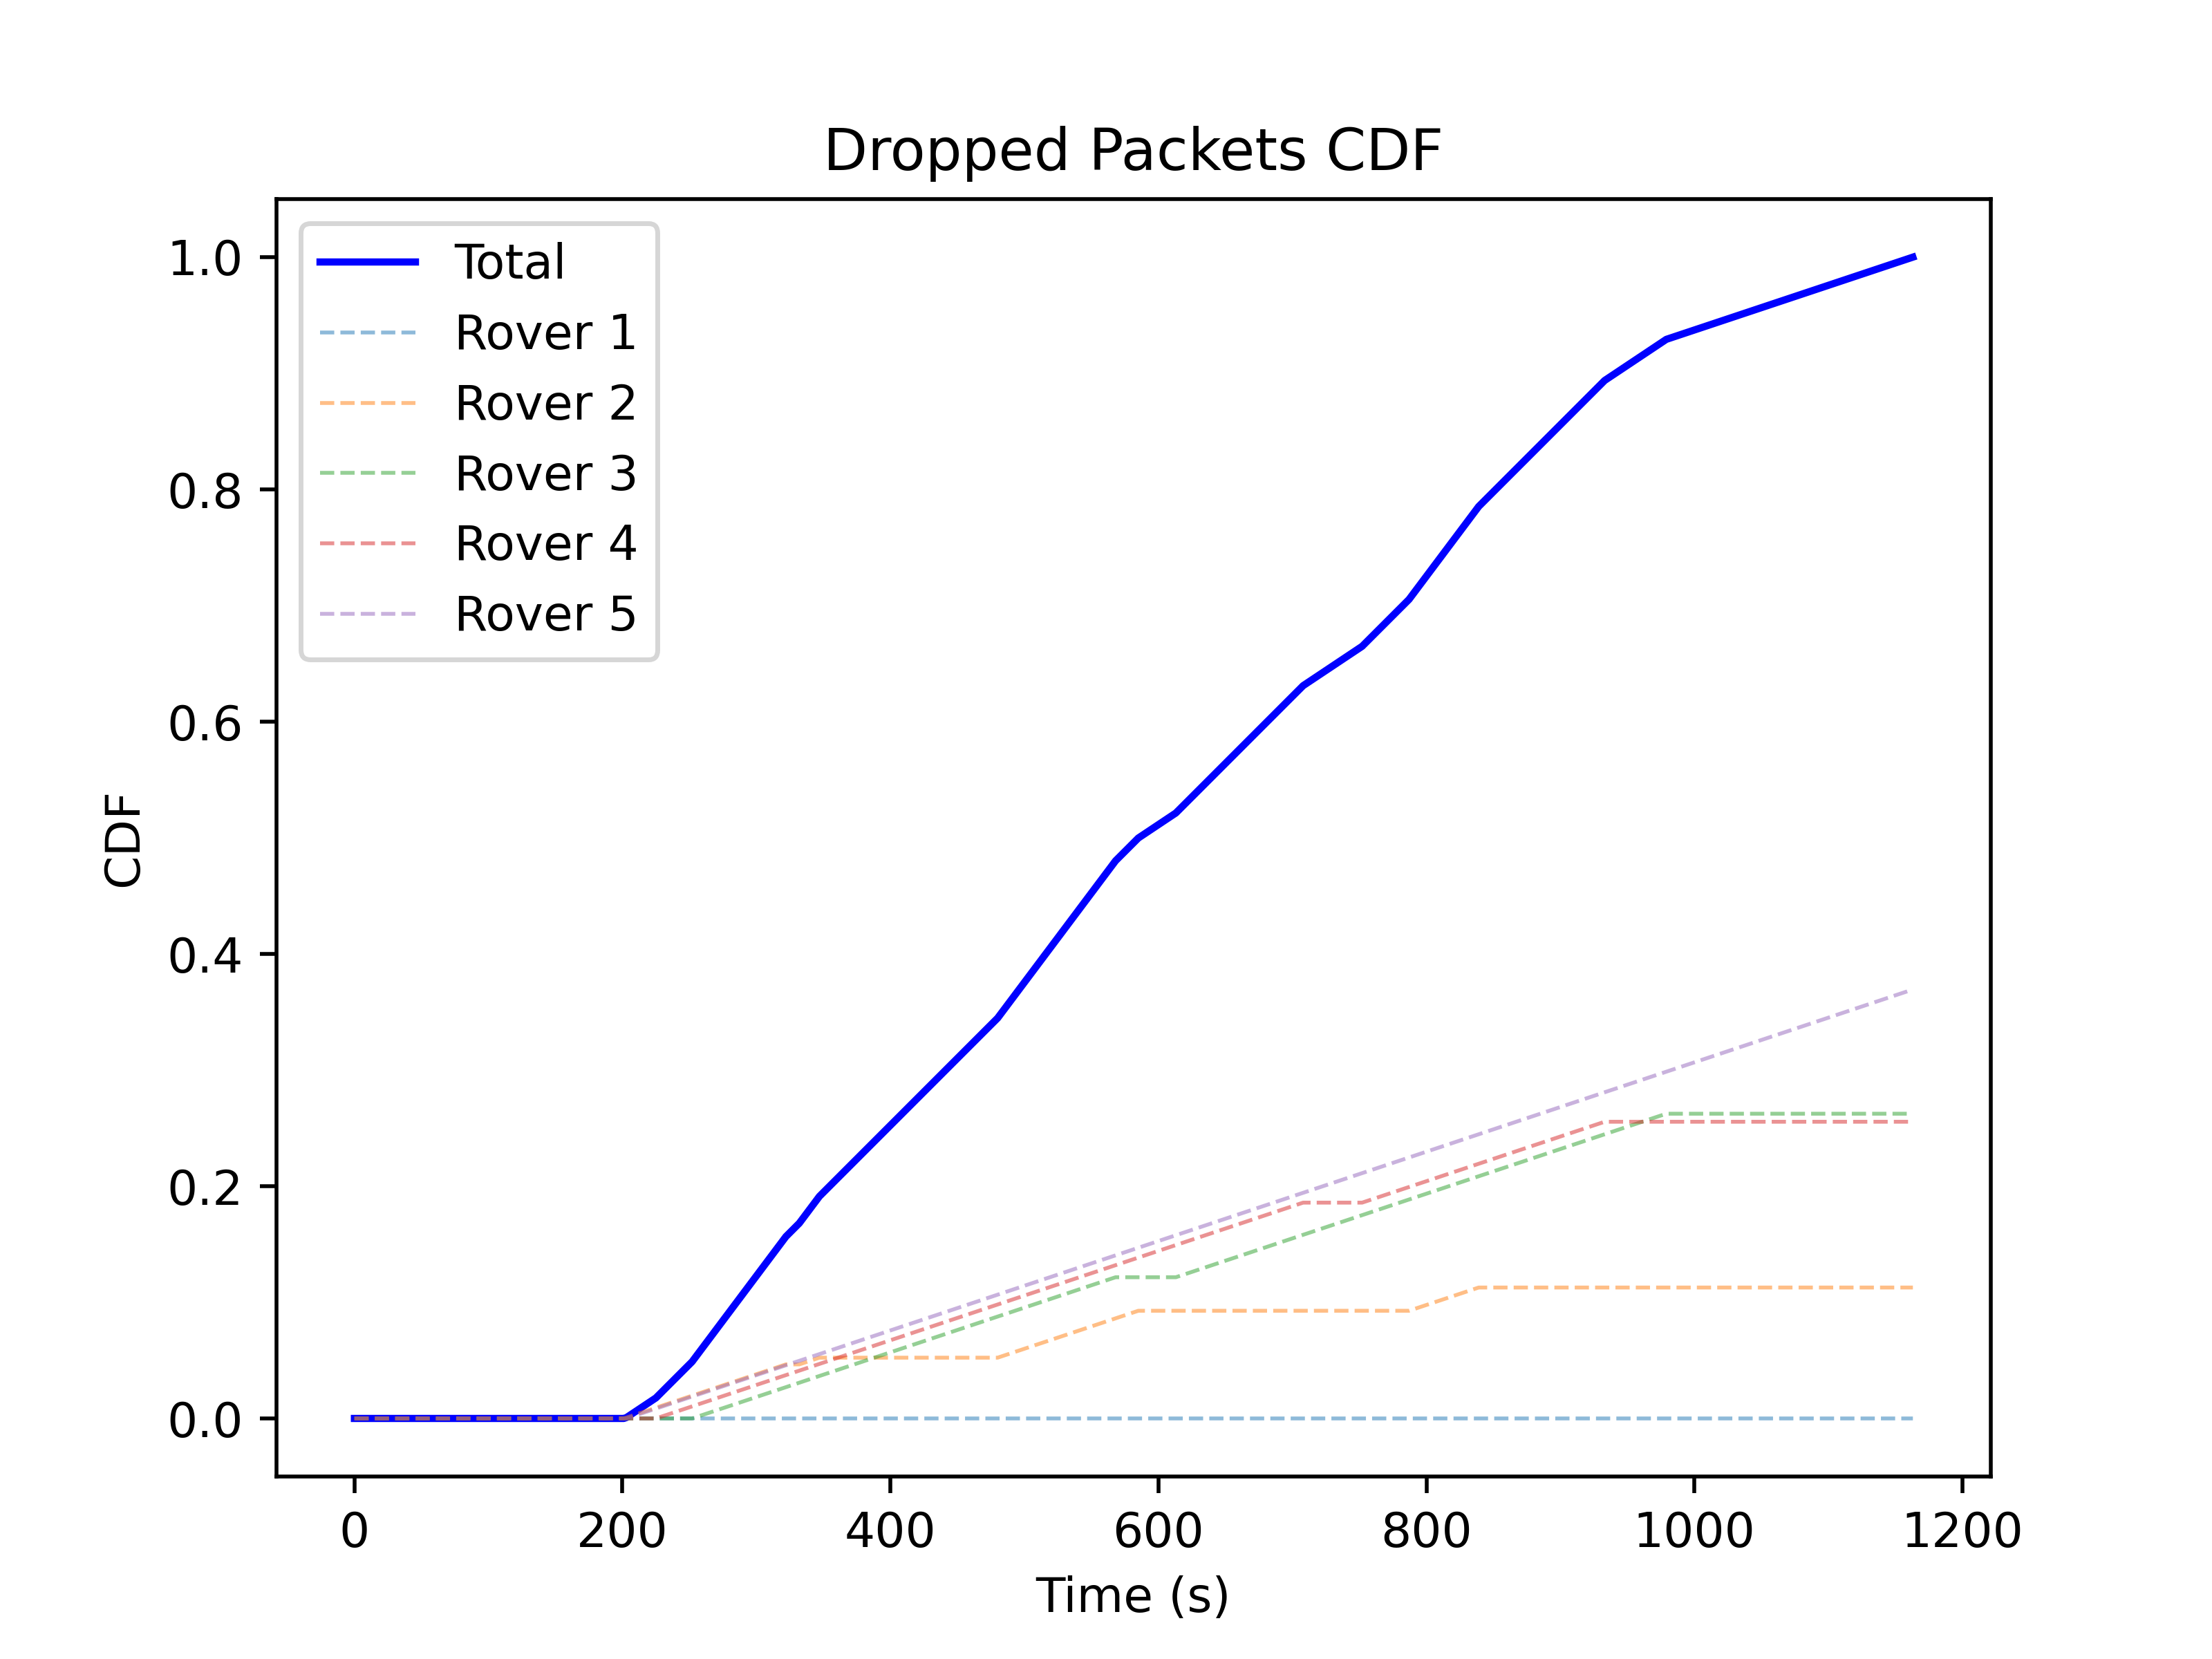 Dropped Packets CDF
Total
Rover 1
Rover 2
Rover 3
Rover 4
Rover 5
1.0
0.8
0.6
0.4
0.2
0.0
CDF
0 200 400 600 800 1000 1200
Time (s)